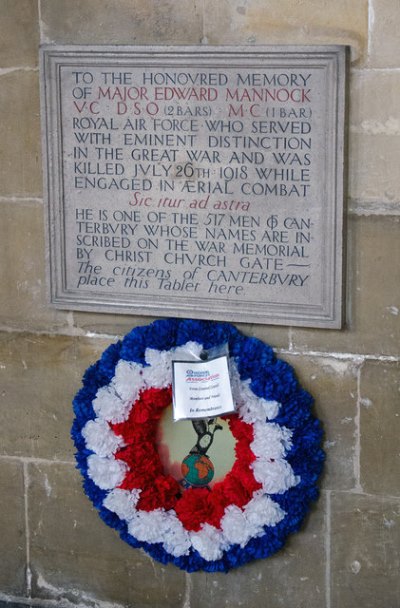 TO THE HONOVRED MEMORY
OF MAJOR EDWARD MANNOCK
V·C· D·S·O (2 BARS) · M·C (1 BAR)
ROYAL AIR FORCE · WHO SERVED
WITH EMINENT DISTINCTION
IN THE GREAT WAR AND WAS
KILLED JVLY 26TH 1918 WHILE
ENGAGED IN ÆRIAL COMBAT
Sic itur ad astra
HE IS ONE OF THE 517 MEN OF CAN-
TERBVRY WHOSE NAMES ARE IN-
SCRIBED ON THE WAR MEMORIAL
BY CHRIST CHVRCH GATE —
The citizens of CANTERBVRY
place this Tablet here
Association
In Remembrance